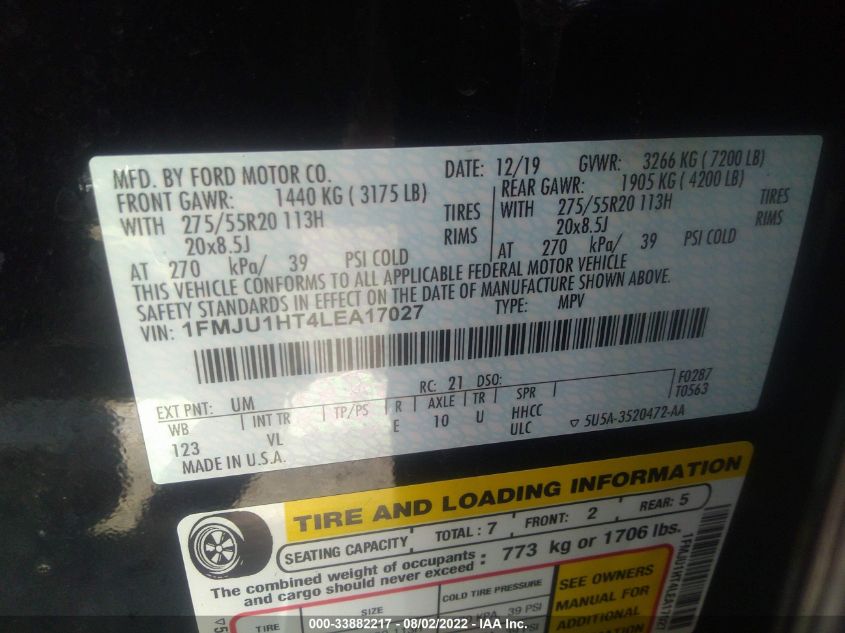 MFD. BY FORD MOTOR CO.
DATE: 12/19 GVWR: 3266 KG ( 7200 LB)
FRONT GAWR: 1440 KG ( 3175 LB)
REAR GAWR: 1905 KG ( 4200 LB)
WITH 275/55R20 113H TIRES
WITH 275/55R20 113H TIRES
20x8.5J RIMS
20x8.5J RIMS
AT 270 kPa/ 39 PSI COLD
AT 270 kPa/ 39 PSI COLD
THIS VEHICLE CONFORMS TO ALL APPLICABLE FEDERAL MOTOR VEHICLE
SAFETY STANDARDS IN EFFECT ON THE DATE OF MANUFACTURE SHOWN ABOVE.
VIN: 1FMJU1HT4LEA17027 TYPE: MPV
F0287
T0563
EXT PNT: UM RC: 21 DSO:
WB INT TR TP/PS R AXLE TR SPR
123 VL E 10 U HHCC
ULC
5U5A-3520472-AA
MADE IN U.S.A.
TIRE AND LOADING INFORMATION
SEATING CAPACITY TOTAL : 7 FRONT: 2 REAR: 5
The combined weight of occupants and cargo should never exceed : 773 kg or 1706 lbs.
TIRE SIZE COLD TIRE PRESSURE
39 PSI
SEE OWNERS
MANUAL FOR
ADDITIONAL
1FMJU1HT4LEA17027
000-33882217 - 08/02/2022 - IAA Inc.